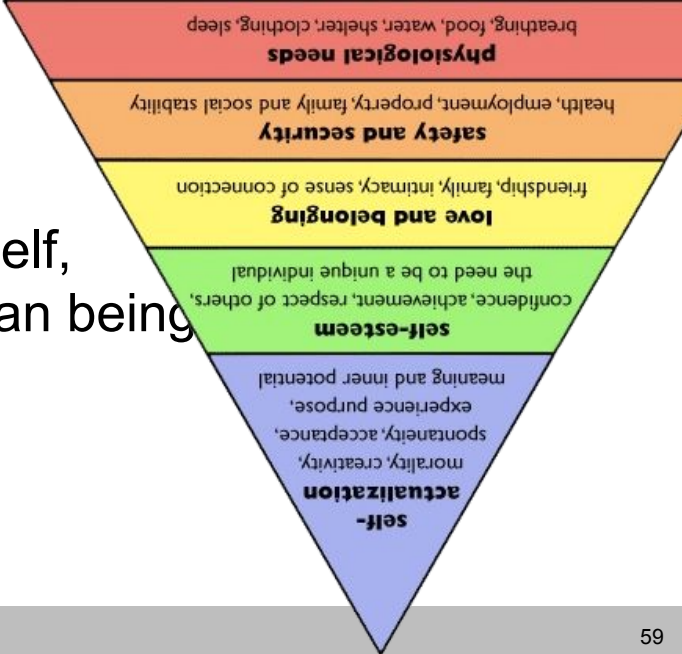 elf,
an being
breathing, food, water, shelter, clothing, sleep
physiological needs
health, employment, property, family and social stability
safety and security
friendship, family, intimacy, sense of connection
love and belonging
the need to be a unique individual
confidence, achievement, respect of others,
self-esteem
meaning and inner potential
experience purpose,
spontaneity, acceptance,
morality, creativity,
actualization
self-
59